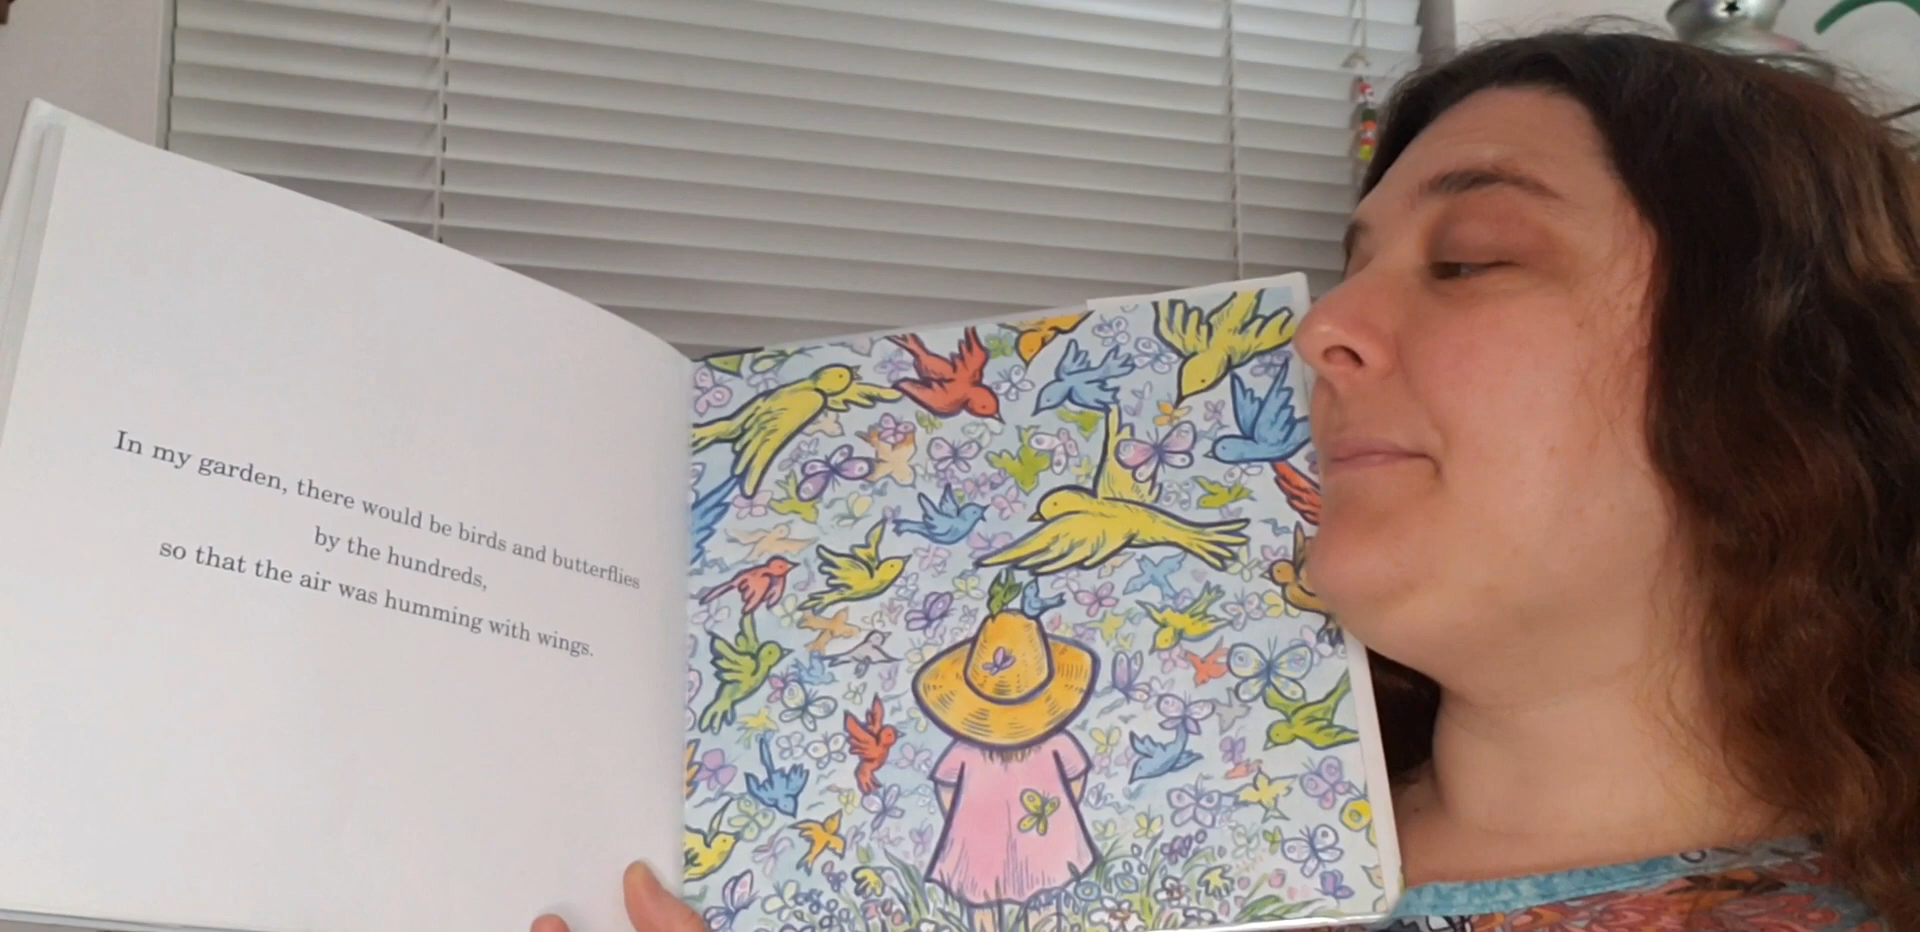 In my garden, there would be birds and butterflies
by the hundreds,
so that the air was humming with wings.